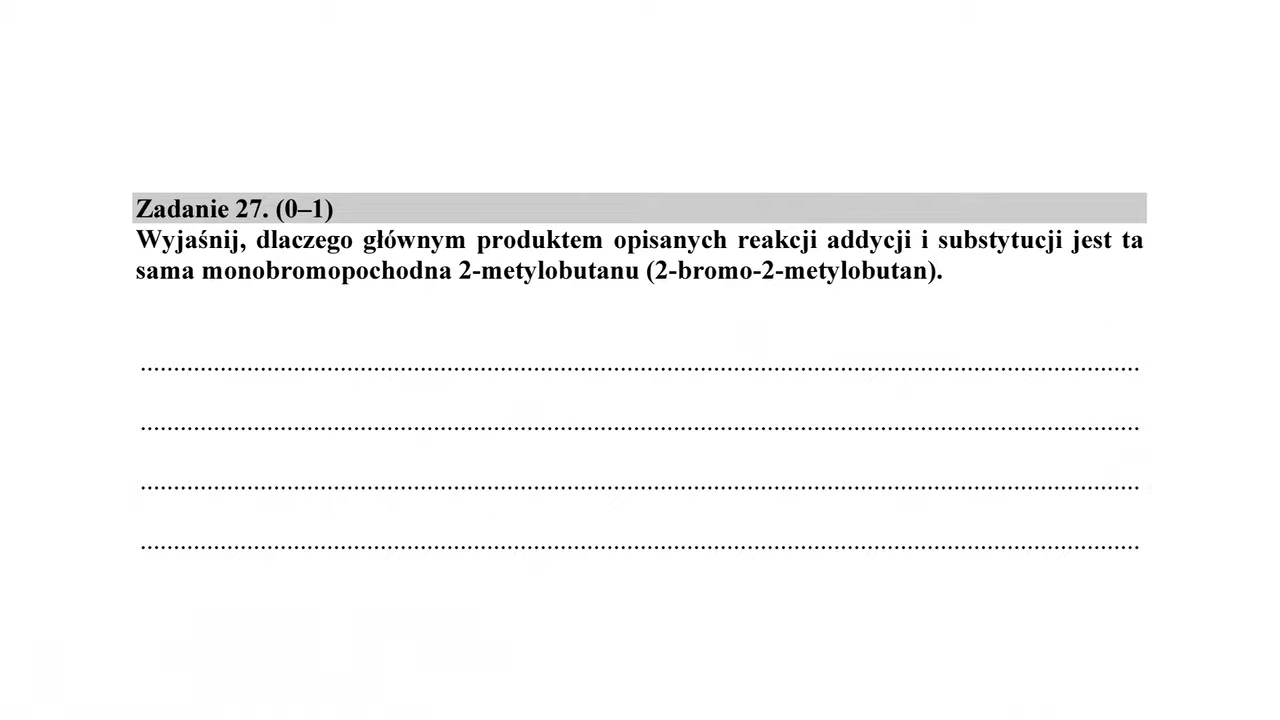 Zadanie 27. (0–1)
Wyjaśnij, dlaczego głównym produktem opisanych reakcji addycji i substytucji jest ta
sama monobromopochodna 2-metylobutanu (2-bromo-2-metylobutan).